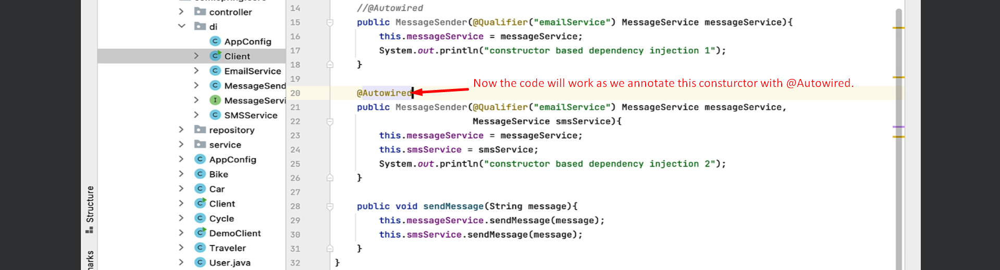 controller
di
AppConfig
Client
EmailService
MessageSend
MessageServi
SMSService
repository
service
AppConfig
Bike
Car
Client
Cycle
DemoClient
Traveler
User.java
Structure
14 //@Autowired
15 public MessageSender(@Qualifier("emailService") MessageService messageService){
16 this.messageService = messageService;
17 System.out.println("constructor based dependency injection 1");
18 }
19
20 @Autowired
Now the code will work as we annotate this consturctor with @Autowired.
21 public MessageSender(@Qualifier("emailService") MessageService messageService,
22 MessageService smsService){
23 this.messageService = messageService;
24 this.smsService = smsService;
25 System.out.println("constructor based dependency injection 2");
26 }
27
28 public void sendMessage(String message){
29 this.messageService.sendMessage(message);
30 this.smsService.sendMessage(message);
31 }
32 }